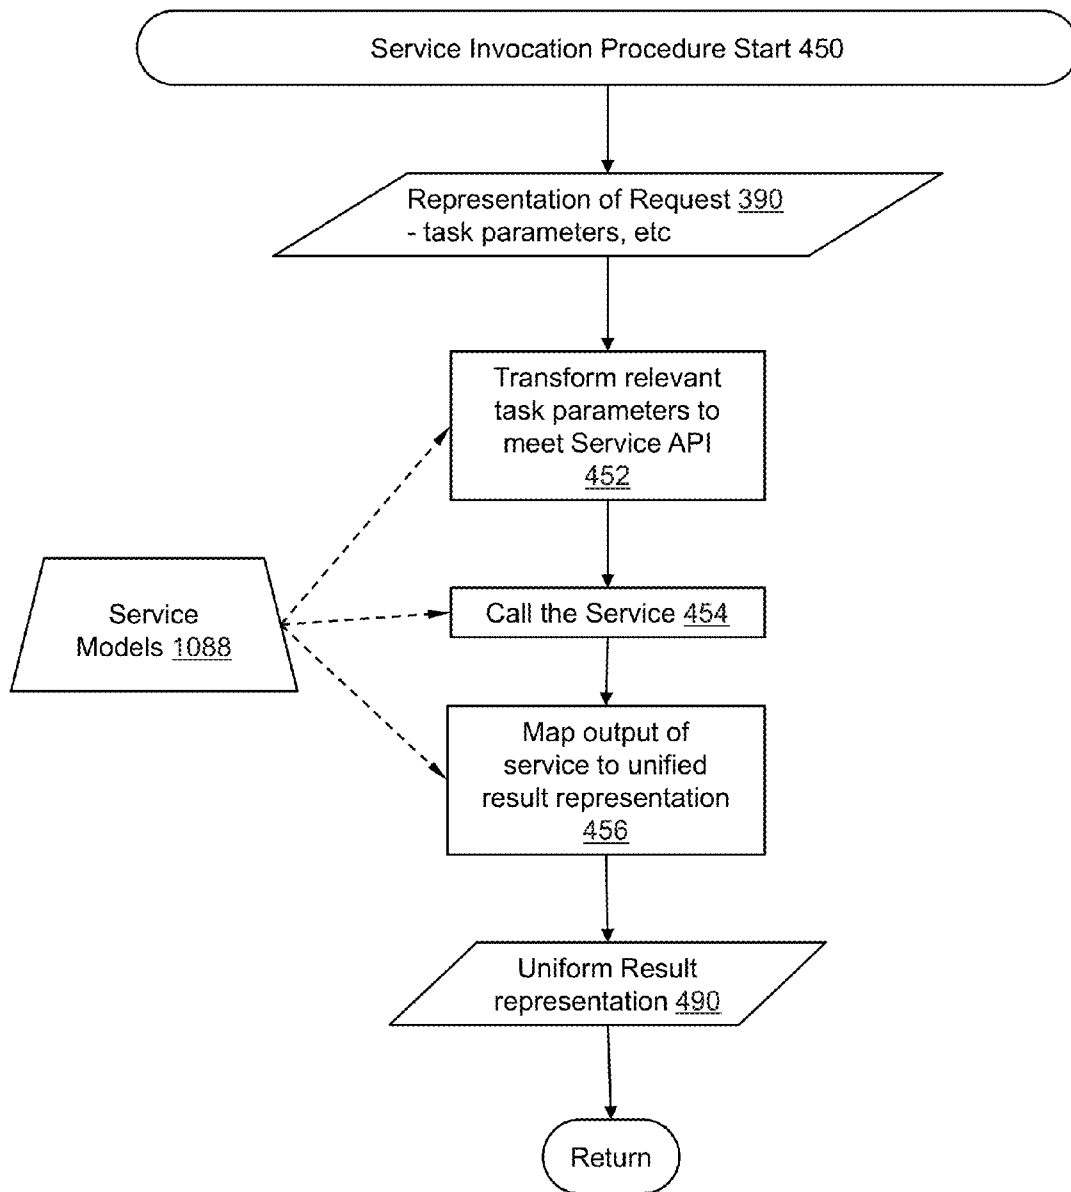 Service Invocation Procedure Start 450
Representation of Request 390
- task parameters, etc
Transform relevant
task parameters to
meet Service API
452
Service
Models 1088
Call the Service 454
Map output of
service to unified
result representation
456
Uniform Result
representation 490
Return